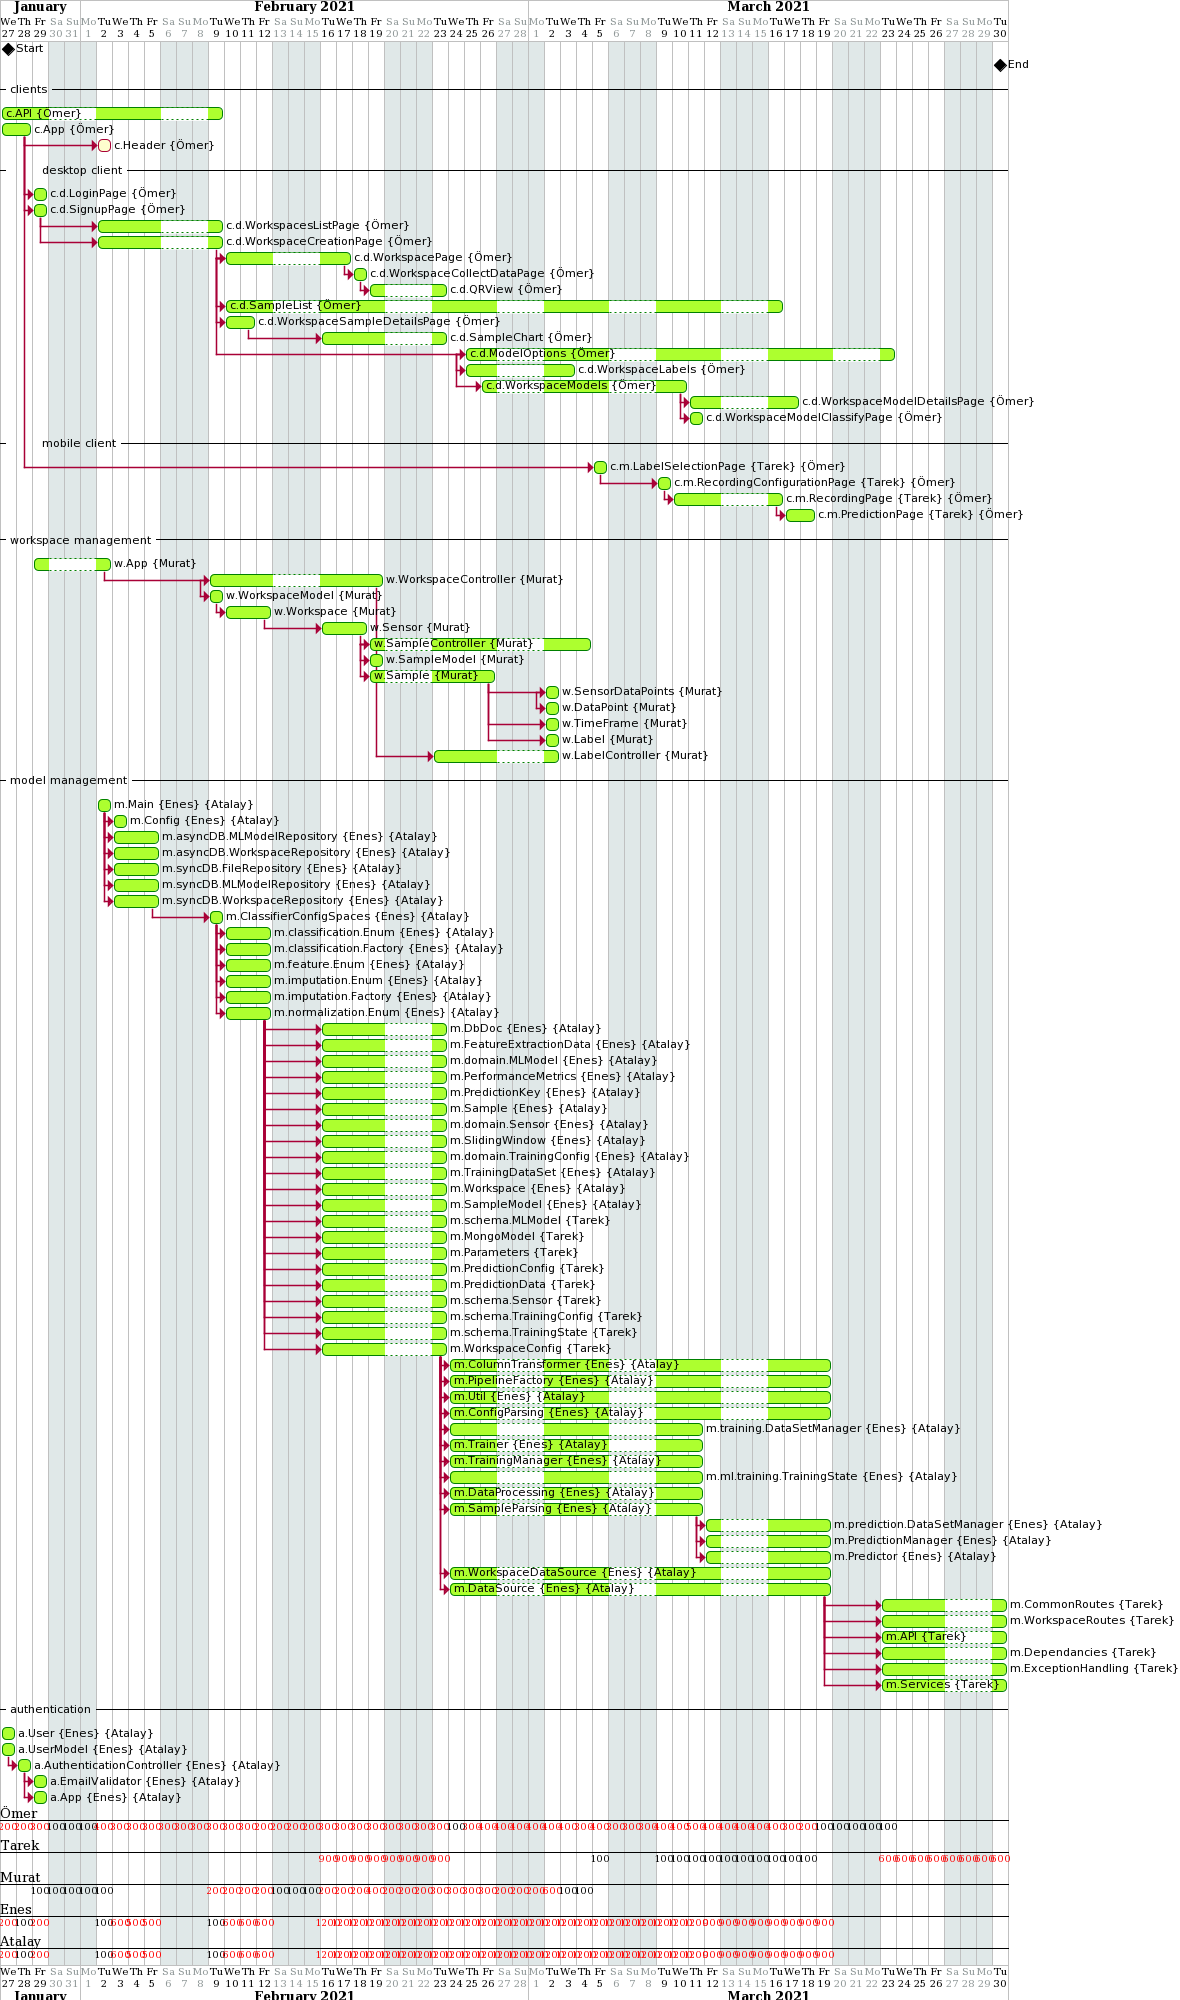 January February 2021 March 2021
We Th Fr Sa Su Mo Tu We Th Fr Sa Su Mo Tu We Th Fr Sa Su Mo Tu We Th Fr Sa Su Mo Tu We Th Fr Sa Su Mo Tu We Th Fr Sa Su Mo Tu We Th Fr Sa Su Mo Tu We Th Fr Sa Su Mo Tu We Th Fr Sa Su Mo Tu
27 28 29 30 31 1 2 3 4 5 6 7 8 9 10 11 12 13 14 15 16 17 18 19 20 21 22 23 24 25 26 27 28 1 2 3 4 5 6 7 8 9 10 11 12 13 14 15 16 17 18 19 20 21 22 23 24 25 26 27 28 29 30
Start
End
clients
c.API {Ömer}
c.App {Ömer}
c.Header {Ömer}
desktop client
c.d.LoginPage {Ömer}
c.d.SignupPage {Ömer}
c.d.WorkspacesListPage {Ömer}
c.d.WorkspaceCreationPage {Ömer}
c.d.WorkspacePage {Ömer}
c.d.WorkspaceCollectDataPage {Ömer}
c.d.QRView {Ömer}
c.d.SampleList {Ömer}
c.d.WorkspaceSampleDetailsPage {Ömer}
c.d.SampleChart {Ömer}
c.d.ModelOptions {Ömer}
c.d.WorkspaceLabels {Ömer}
c.d.WorkspaceModels {Ömer}
c.d.WorkspaceModelDetailsPage {Ömer}
c.d.WorkspaceModelClassifyPage {Ömer}
mobile client
c.m.LabelSelectionPage {Tarek} {Ömer}
c.m.RecordingConfigurationPage {Tarek} {Ömer}
c.m.RecordingPage {Tarek} {Ömer}
c.m.PredictionPage {Tarek} {Ömer}
workspace management
w.App {Murat}
w.WorkspaceController {Murat}
w.WorkspaceModel {Murat}
w.Workspace {Murat}
w.Sensor {Murat}
w.SampleController {Murat}
w.SampleModel {Murat}
w.Sample {Murat}
w.SensorDataPoints {Murat}
w.DataPoint {Murat}
w.TimeFrame {Murat}
w.Label {Murat}
w.LabelController {Murat}
model management
m.Main {Enes} {Atalay}
m.Config {Enes} {Atalay}
m.asyncDB.MLModelRepository {Enes} {Atalay}
m.asyncDB.WorkspaceRepository {Enes} {Atalay}
m.syncDB.FileRepository {Enes} {Atalay}
m.syncDB.MLModelRepository {Enes} {Atalay}
m.syncDB.WorkspaceRepository {Enes} {Atalay}
m.ClassifierConfigSpaces {Enes} {Atalay}
m.classification.Enum {Enes} {Atalay}
m.classification.Factory {Enes} {Atalay}
m.feature.Enum {Enes} {Atalay}
m.imputation.Enum {Enes} {Atalay}
m.imputation.Factory {Enes} {Atalay}
m.normalization.Enum {Enes} {Atalay}
m.DbDoc {Enes} {Atalay}
m.FeatureExtractionData {Enes} {Atalay}
m.domain.MLModel {Enes} {Atalay}
m.PerformanceMetrics {Enes} {Atalay}
m.PredictionKey {Enes} {Atalay}
m.Sample {Enes} {Atalay}
m.domain.Sensor {Enes} {Atalay}
m.SlidingWindow {Enes} {Atalay}
m.domain.TrainingConfig {Enes} {Atalay}
m.TrainingDataSet {Enes} {Atalay}
m.Workspace {Enes} {Atalay}
m.SampleModel {Enes} {Atalay}
m.schema.MLModel {Tarek}
m.MongoModel {Tarek}
m.Parameters {Tarek}
m.PredictionConfig {Tarek}
m.PredictionData {Tarek}
m.schema.Sensor {Tarek}
m.schema.TrainingConfig {Tarek}
m.schema.TrainingState {Tarek}
m.WorkspaceConfig {Tarek}
m.ColumnTransformer {Enes} {Atalay}
m.PipelineFactory {Enes} {Atalay}
m.Util {Enes} {Atalay}
m.ConfigParsing {Enes} {Atalay}
m.training.DataSetManager {Enes} {Atalay}
m.Trainer {Enes} {Atalay}
m.TrainingManager {Enes} {Atalay}
m.ml.training.TrainingState {Enes} {Atalay}
m.DataProcessing {Enes} {Atalay}
m.SampleParsing {Enes} {Atalay}
m.prediction.DataSetManager {Enes} {Atalay}
m.PredictionManager {Enes} {Atalay}
m.Predictor {Enes} {Atalay}
m.WorkspaceDataSource {Enes} {Atalay}
m.DataSource {Enes} {Atalay}
m.CommonRoutes {Tarek}
m.WorkspaceRoutes {Tarek}
m.API {Tarek}
m.Dependancies {Tarek}
m.ExceptionHandling {Tarek}
m.Services {Tarek}
authentication
a.User {Enes} {Atalay}
a.UserModel {Enes} {Atalay}
a.AuthenticationController {Enes} {Atalay}
a.EmailValidator {Enes} {Atalay}
a.App {Enes} {Atalay}
Ömer
Tarek
Murat
Enes
Atalay
We Th Fr Sa Su Mo Tu We Th Fr Sa Su Mo Tu We Th Fr Sa Su Mo Tu We Th Fr Sa Su Mo Tu We Th Fr Sa Su Mo Tu We Th Fr Sa Su Mo Tu We Th Fr Sa Su Mo Tu We Th Fr Sa Su Mo Tu We Th Fr Sa Su Mo Tu
27 28 29 30 31 1 2 3 4 5 6 7 8 9 10 11 12 13 14 15 16 17 18 19 20 21 22 23 24 25 26 27 28 1 2 3 4 5 6 7 8 9 10 11 12 13 14 15 16 17 18 19 20 21 22 23 24 25 26 27 28 29 30
January February 2021 March 2021